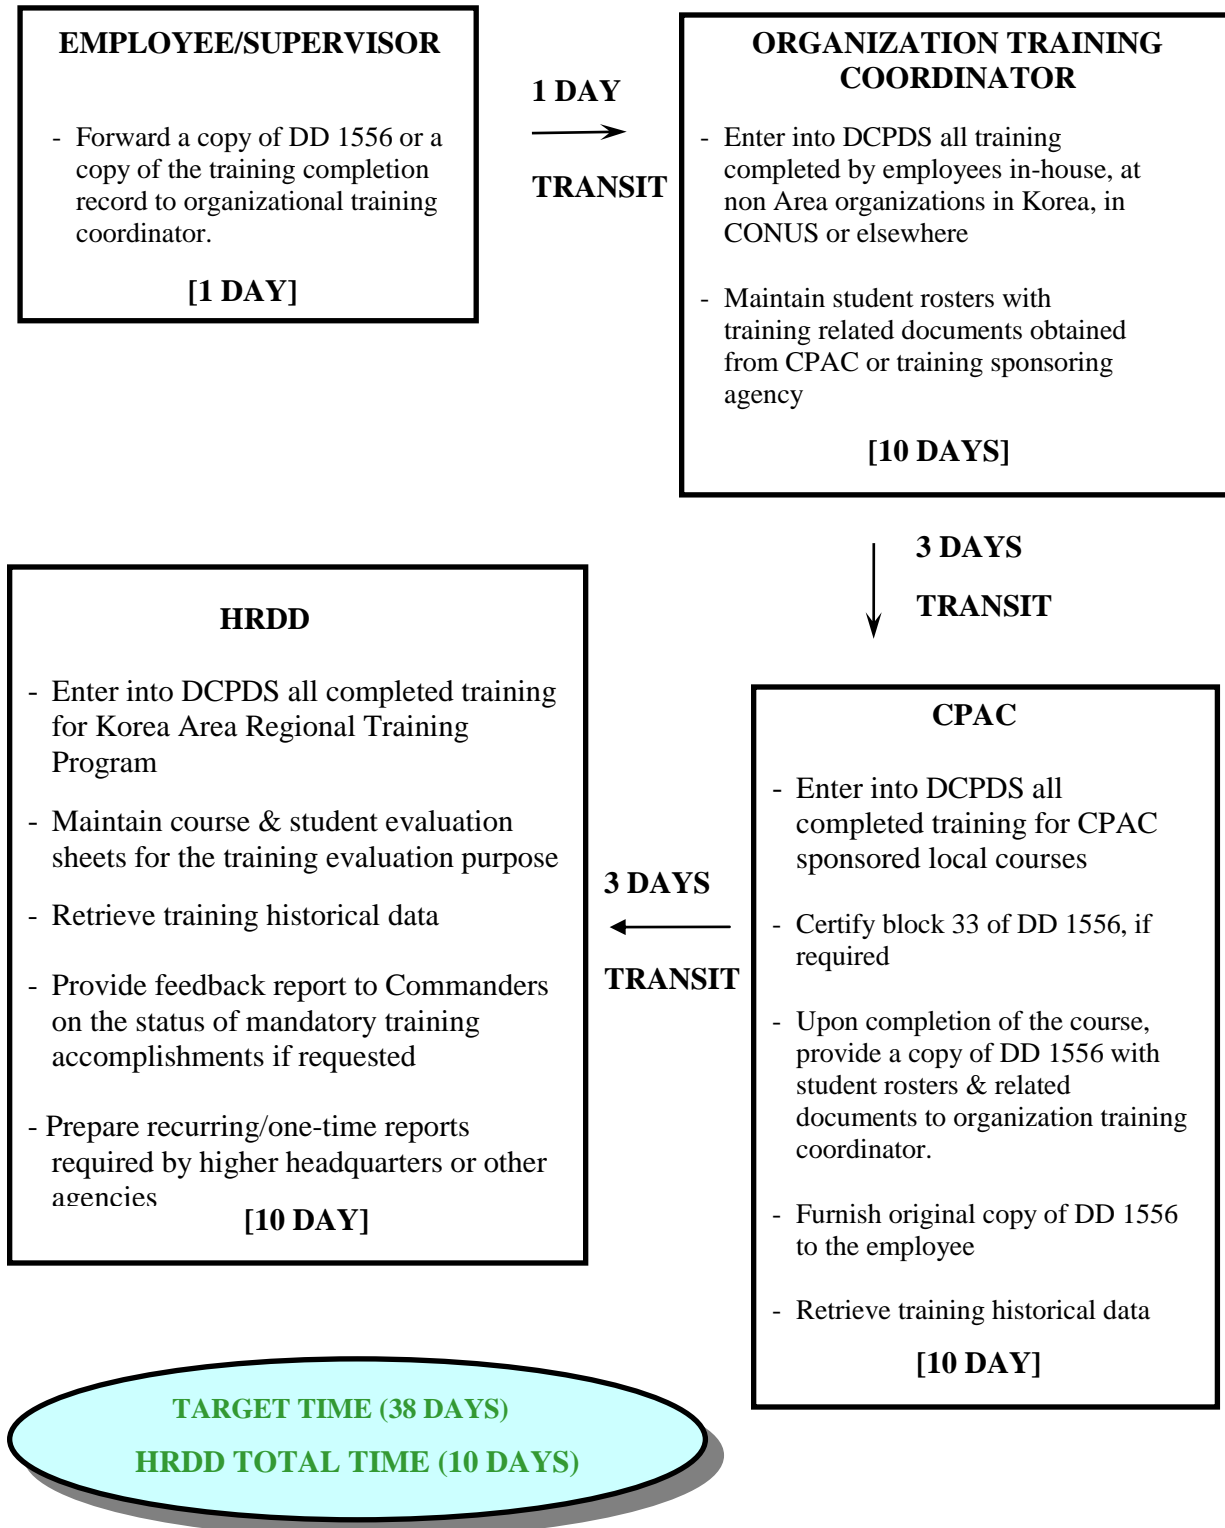 EMPLOYEE/SUPERVISOR
- Forward a copy of DD 1556 or a
copy of the training completion
record to organizational training
coordinator.
[1 DAY]
1 DAY
TRANSIT
ORGANIZATION TRAINING
COORDINATOR
- Enter into DCPDS all training
completed by employees in-house, at
non Area organizations in Korea, in
CONUS or elsewhere
- Maintain student rosters with
training related documents obtained
from CPAC or training sponsoring
agency
[10 DAYS]
3 DAYS
TRANSIT
CPAC
- Enter into DCPDS all
completed training for CPAC
sponsored local courses
- Certify block 33 of DD 1556, if
required
- Upon completion of the course,
provide a copy of DD 1556 with
student rosters & related
documents to organization training
coordinator.
- Furnish original copy of DD 1556
to the employee
- Retrieve training historical data
[10 DAY]
3 DAYS
TRANSIT
HRDD
- Enter into DCPDS all completed training
for Korea Area Regional Training
Program
- Maintain course & student evaluation
sheets for the training evaluation purpose
- Retrieve training historical data
- Provide feedback report to Commanders
on the status of mandatory training
accomplishments if requested
- Prepare recurring/one-time reports
required by higher headquarters or other
agencies
[10 DAY]
TARGET TIME (38 DAYS)
HRDD TOTAL TIME (10 DAYS)